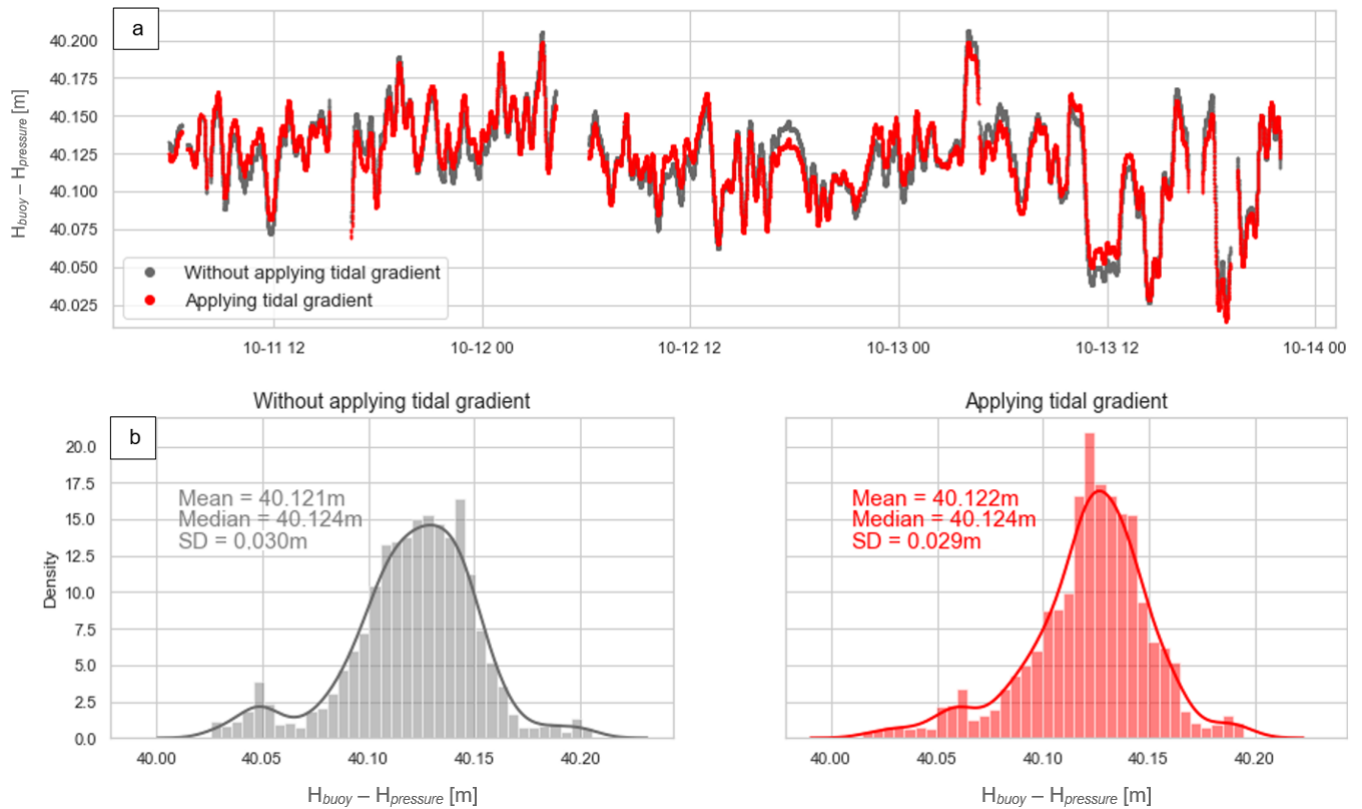 a
40.200
40.175
40.150
40.125
40.100
40.075
40.050
40.025
H_buoy – H_pressure [m]
Without applying tidal gradient
Applying tidal gradient
10-11 12
10-12 00
10-12 12
10-13 00
10-13 12
10-14 00
Without applying tidal gradient
b
20.0
17.5
15.0
12.5
10.0
7.5
5.0
2.5
0.0
Density
Mean = 40.121m
Median = 40.124m
SD = 0.030m
40.00
40.05
40.10
40.15
40.20
H_buoy – H_pressure [m]
Applying tidal gradient
Mean = 40.122m
Median = 40.124m
SD = 0.029m
40.00
40.05
40.10
40.15
40.20
H_buoy – H_pressure [m]